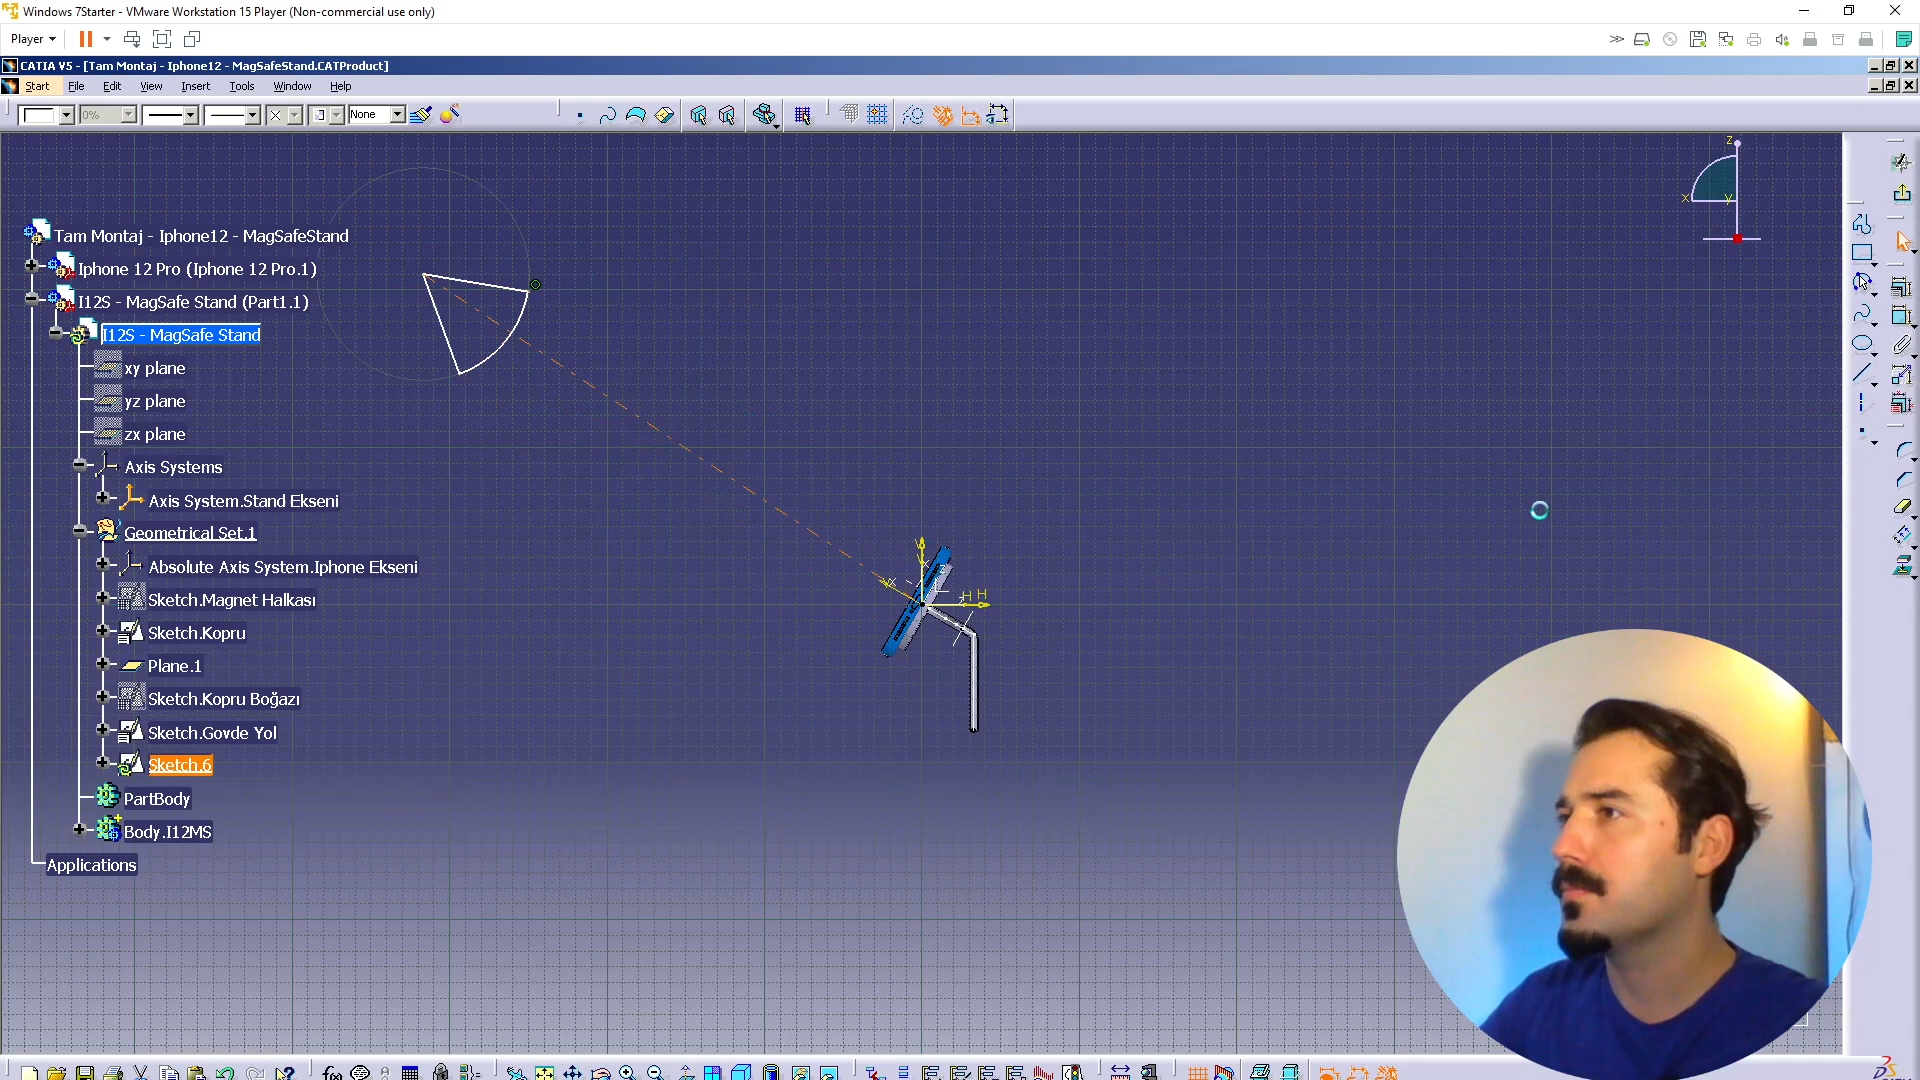 Windows 7Starter - VMware Workstation 15 Player (Non-commercial use only)
Player
CATIA V5 - [Tam Montaj - Iphone12 - MagSafeStand.CATProduct]
Start File Edit View Insert Tools Window Help
0% None
z
x y
Tam Montaj - Iphone12 - MagSafeStand
Iphone 12 Pro (Iphone 12 Pro.1)
I12S - MagSafe Stand (Part1.1)
I12S - MagSafe Stand
xy plane
yz plane
zx plane
Axis Systems
Axis System.Stand Ekseni
Geometrical Set.1
Absolute Axis System.Iphone Ekseni
Sketch.Magnet Halkası
Sketch.Kopru
Plane.1
Sketch.Kopru Boğazı
Sketch.Govde Yol
Sketch.6
PartBody
Body.I12MS
Applications
H H